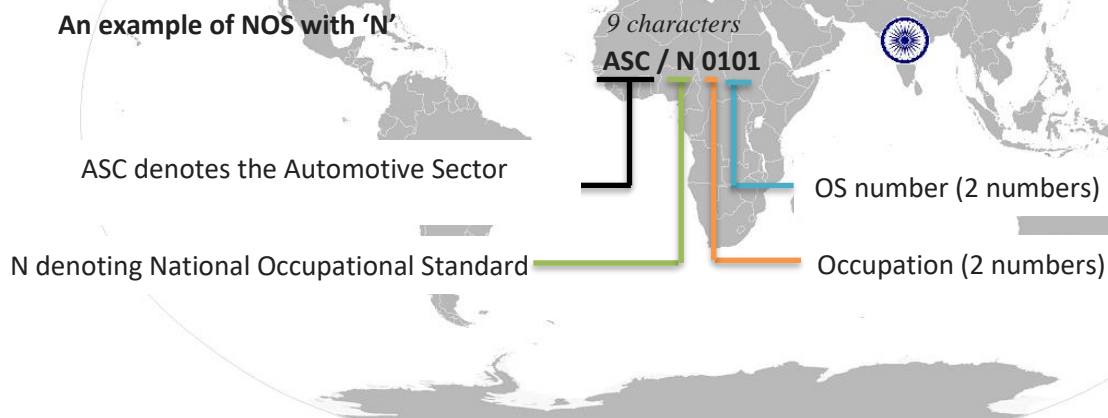 An example of NOS with ‘N’
9 characters
ASC / N 0101
ASC denotes the Automotive Sector
OS number (2 numbers)
N denoting National Occupational Standard
Occupation (2 numbers)